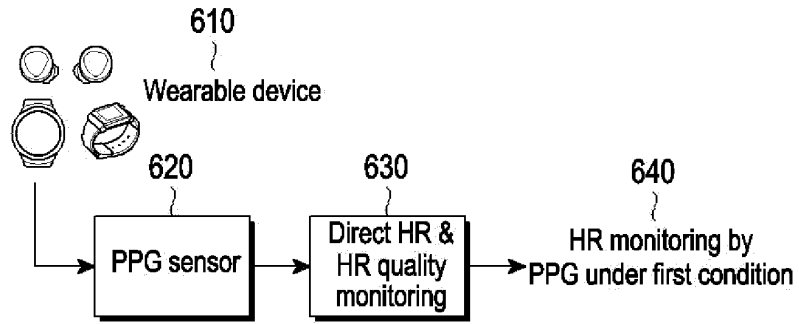 610
Wearable device
620
PPG sensor
630
Direct HR &
HR quality
monitoring
640
HR monitoring by
PPG under first condition